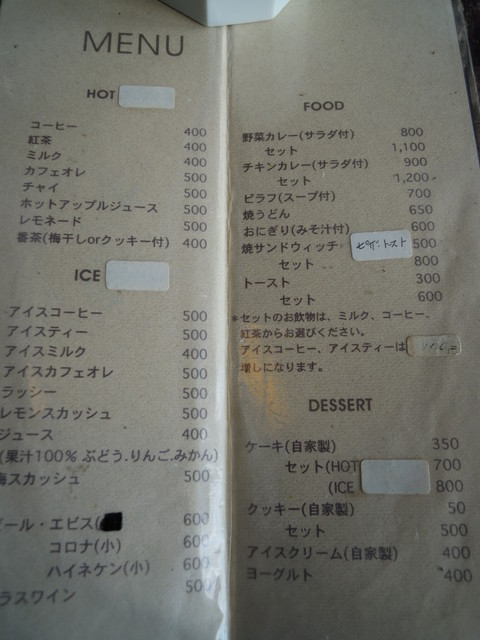 MENU
HOT
コーヒー 400
紅茶 400
ミルク 400
カフェオレ 500
チャイ 500
ホットアップルジュース 500
レモネード 500
番茶(梅干しorクッキー付) 400
ICE
アイスコーヒー 500
アイスティー 500
アイスミルク 400
アイスカフェオレ 500
ラッシー 500
レモンスカッシュ 500
ジュース 400
(果汁100% ぶどう.りんご.みかん)
梅スカッシュ 500
ビール・エビス( 600
コロナ(小) 600
ハイネケン(小) 600
ラスワイン 500
FOOD
野菜カレー(サラダ付) 800
セット 1,100
チキンカレー(サラダ付) 900
セット 1,200
ピラフ(スープ付) 700
焼うどん 650
おにぎり(みそ汁付) 600
焼サンドウィッチ ピザトースト 500
セット 800
トースト 300
セット 600
*セットのお飲物は、ミルク、コーヒー、
紅茶からお選びください。
アイスコーヒー、アイスティーは
増しになります。
DESSERT
ケーキ(自家製) 350
セット(HOT 700
(ICE 800
クッキー(自家製) 50
セット 500
アイスクリーム(自家製) 400
ヨーグルト 400